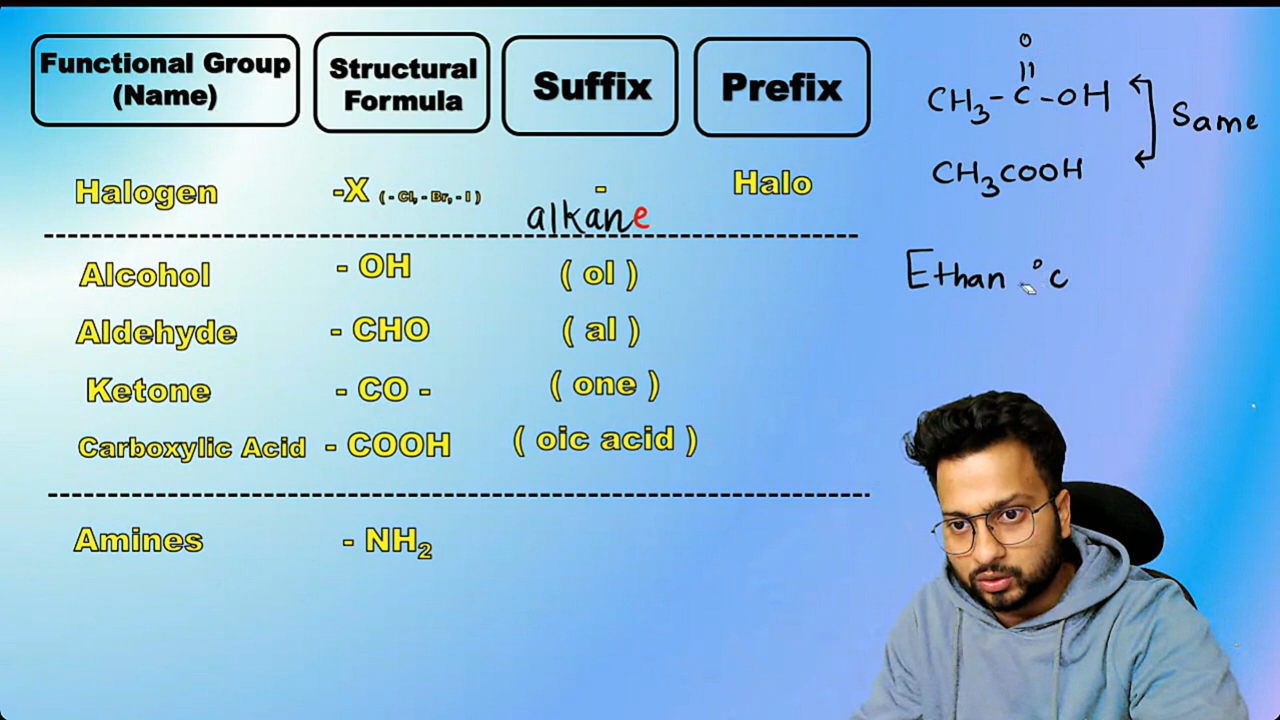 Functional Group (Name)
Structural Formula
Suffix
Prefix
Halogen -X (-Cl, -Br, -I) - Halo
alkane
Alcohol - OH ( ol )
Aldehyde - CHO ( al )
Ketone - CO - ( one )
Carboxylic Acid - COOH ( oic acid )
Amines - NH₂
O
||
CH₃-C-OH
Same
CH₃COOH
Ethan